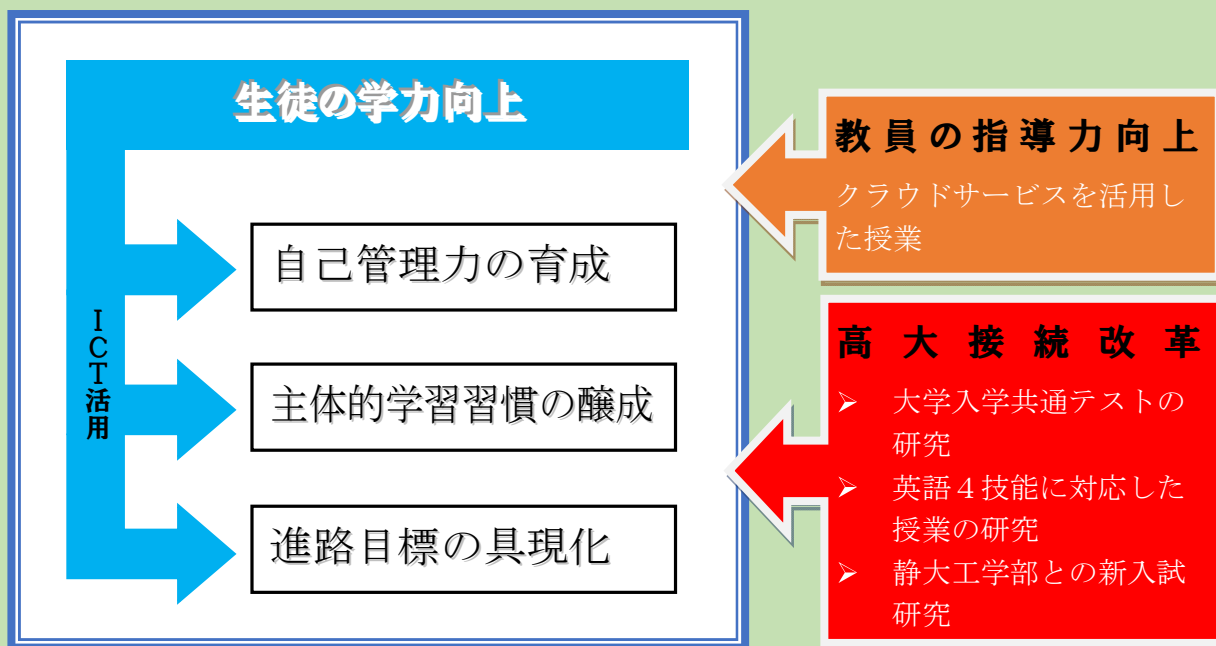 生徒の学力向上
ICT活用
自己管理力の育成
主体的学習習慣の醸成
進路目標の具現化
教員の指導力向上
クラウドサービスを活用し
た授業
高大接続改革
➢ 大学入学共通テストの
研究
➢ 英語４技能に対応した
授業の研究
➢ 静大工学部との新入試
研究